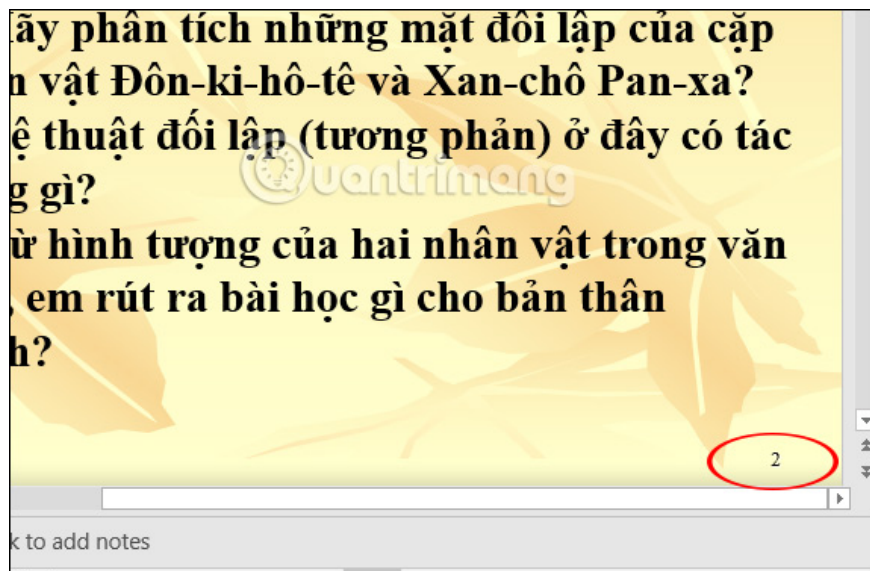 ãy phân tích những mặt đối lập của cặp
n vật Đôn-ki-hô-tê và Xan-chô Pan-xa?
ệ thuật đối lập (tương phản) ở đây có tác
g gì?
uantrimang
ừ hình tượng của hai nhân vật trong văn
, em rút ra bài học gì cho bản thân
h?
2
k to add notes